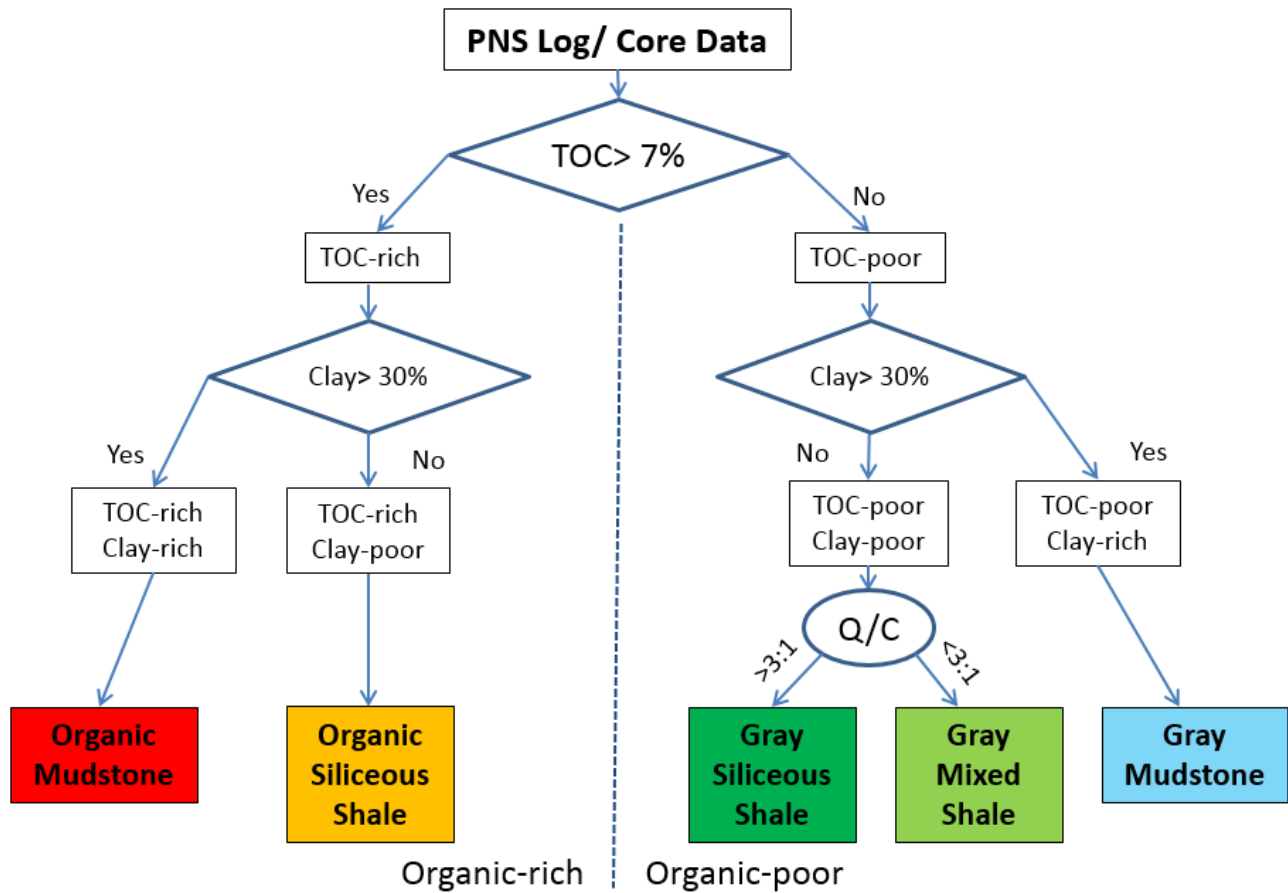 PNS Log/ Core Data
TOC> 7%
Yes
No
TOC-rich
TOC-poor
Clay> 30%
Clay> 30%
Yes
No
No
Yes
TOC-rich
Clay-rich
TOC-rich
Clay-poor
TOC-poor
Clay-poor
TOC-poor
Clay-rich
Q/C
>3:1
<3:1
Organic
Mudstone
Organic
Siliceous
Shale
Gray
Siliceous
Shale
Gray
Mixed
Shale
Gray
Mudstone
Organic-rich
Organic-poor